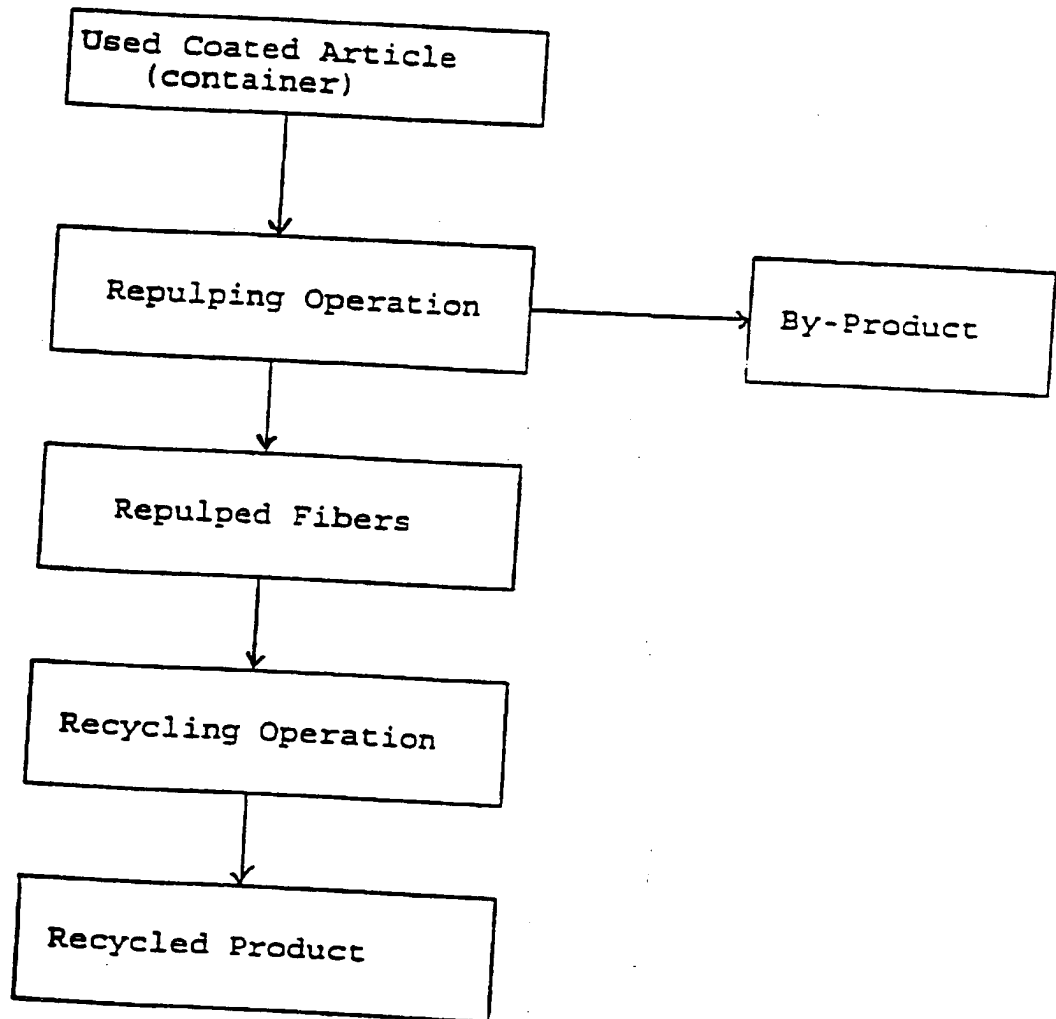 Used Coated Article
(container)
Repulping Operation
By-Product
Repulped Fibers
Recycling Operation
Recycled Product